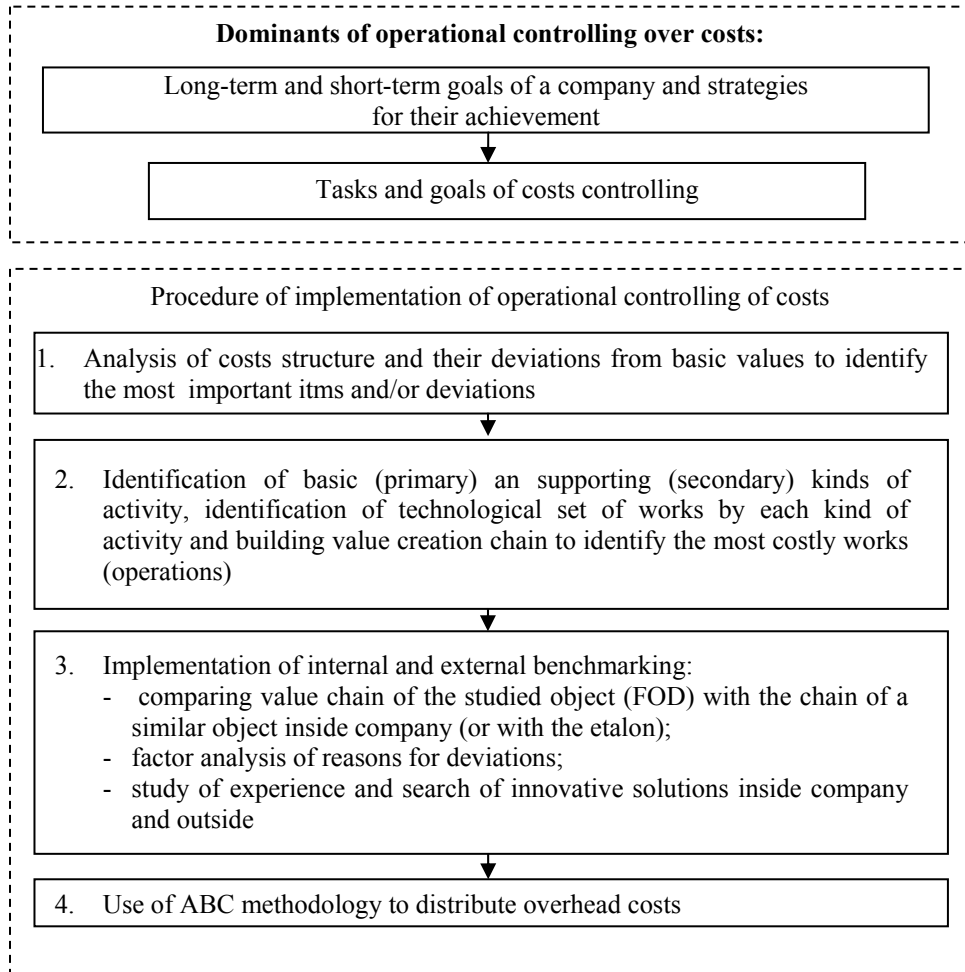 Dominants of operational controlling over costs:
Long-term and short-term goals of a company and strategies
for their achievement
Tasks and goals of costs controlling
Procedure of implementation of operational controlling of costs
1. Analysis of costs structure and their deviations from basic values to identify
the most important itms and/or deviations
2. Identification of basic (primary) an supporting (secondary) kinds of
activity, identification of technological set of works by each kind of
activity and building value creation chain to identify the most costly works
(operations)
3. Implementation of internal and external benchmarking:
- comparing value chain of the studied object (FOD) with the chain of a
similar object inside company (or with the etalon);
- factor analysis of reasons for deviations;
- study of experience and search of innovative solutions inside company
and outside
4. Use of ABC methodology to distribute overhead costs